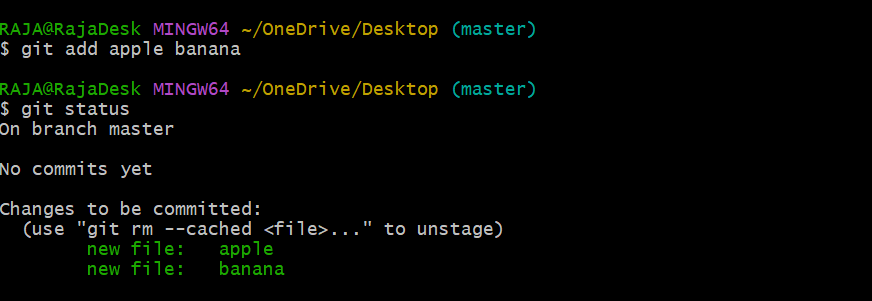 RAJA@RajaDesk MINGW64 ~/OneDrive/Desktop (master)
$ git add apple banana
RAJA@RajaDesk MINGW64 ~/OneDrive/Desktop (master)
$ git status
On branch master
No commits yet
Changes to be committed:
  (use "git rm --cached <file>..." to unstage)
        new file:   apple
        new file:   banana